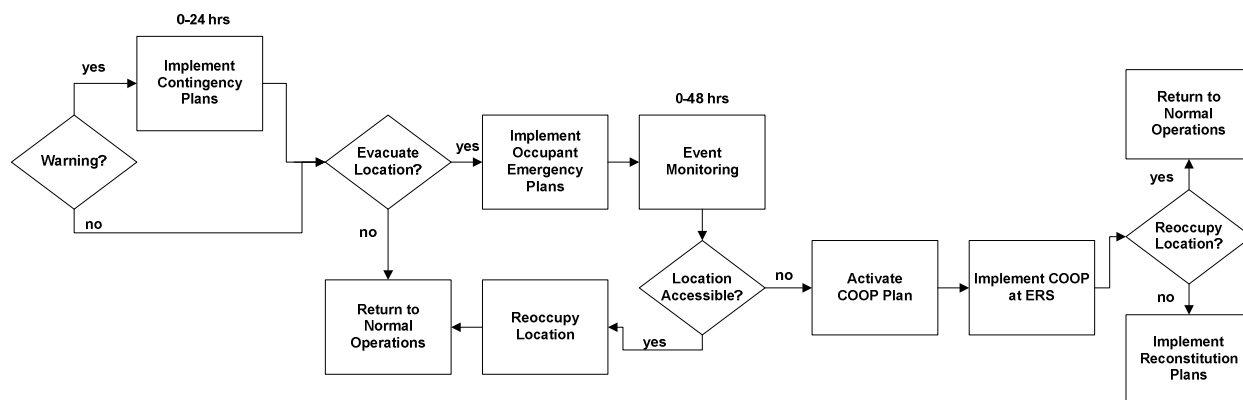 0-24 hrs
yes
Implement
Contingency
Plans
Warning?
no
Evacuate
Location?
yes
no
Implement
Occupant
Emergency
Plans
0-48 hrs
Event
Monitoring
Location
Accessible?
no
yes
Reoccupy
Location
Return to
Normal
Operations
Activate
COOP Plan
Implement COOP
at ERS
Reoccupy
Location?
yes
Return to
Normal
Operations
no
Implement
Reconstitution
Plans